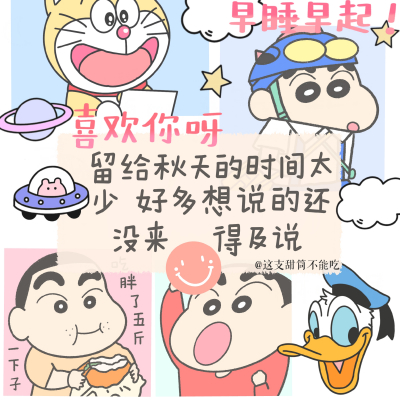 早睡早起！
喜欢你呀
留给秋天的时间太
少 好多想说的还
没来 得及说
@这支甜筒不能吃
吃
胖了五斤
一下子